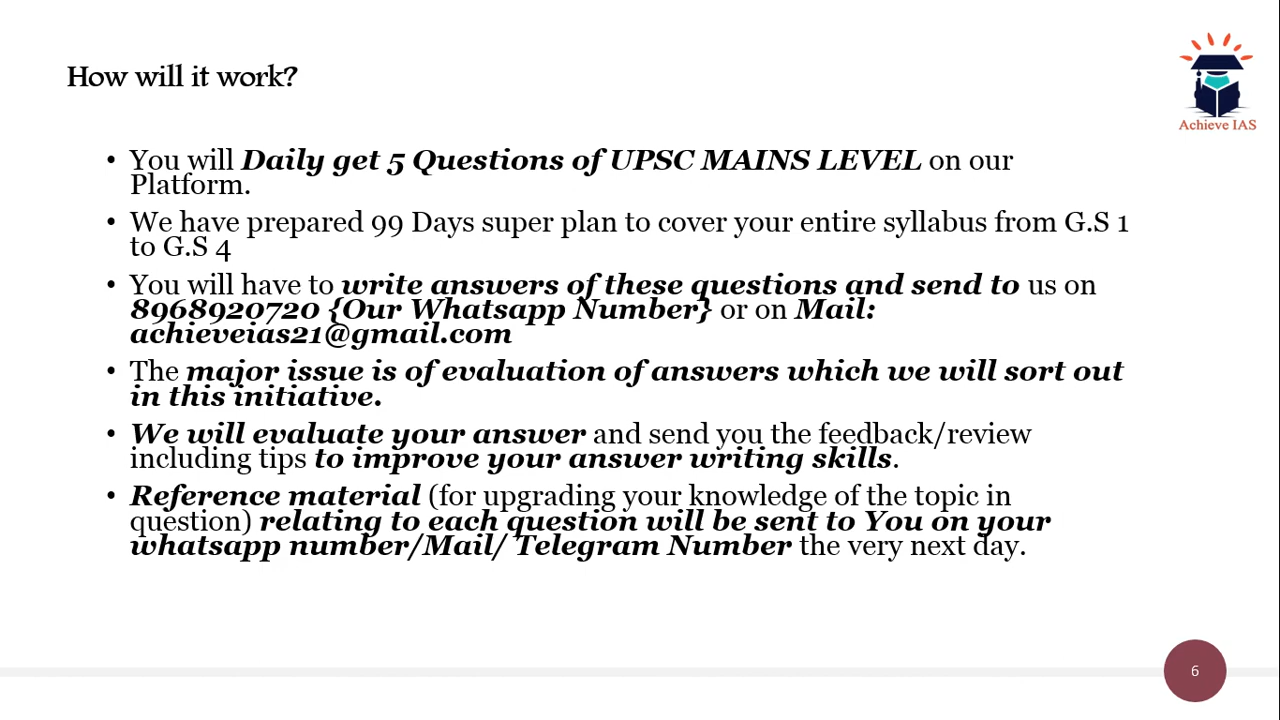 How will it work?
Achieve IAS
• You will Daily get 5 Questions of UPSC MAINS LEVEL on our
Platform.
• We have prepared 99 Days super plan to cover your entire syllabus from G.S 1
to G.S 4
• You will have to write answers of these questions and send to us on
8968920720 {Our Whatsapp Number} or on Mail:
achieveias21@gmail.com
• The major issue is of evaluation of answers which we will sort out
in this initiative.
• We will evaluate your answer and send you the feedback/review
including tips to improve your answer writing skills.
• Reference material (for upgrading your knowledge of the topic in
question) relating to each question will be sent to You on your
whatsapp number/Mail/ Telegram Number the very next day.
6